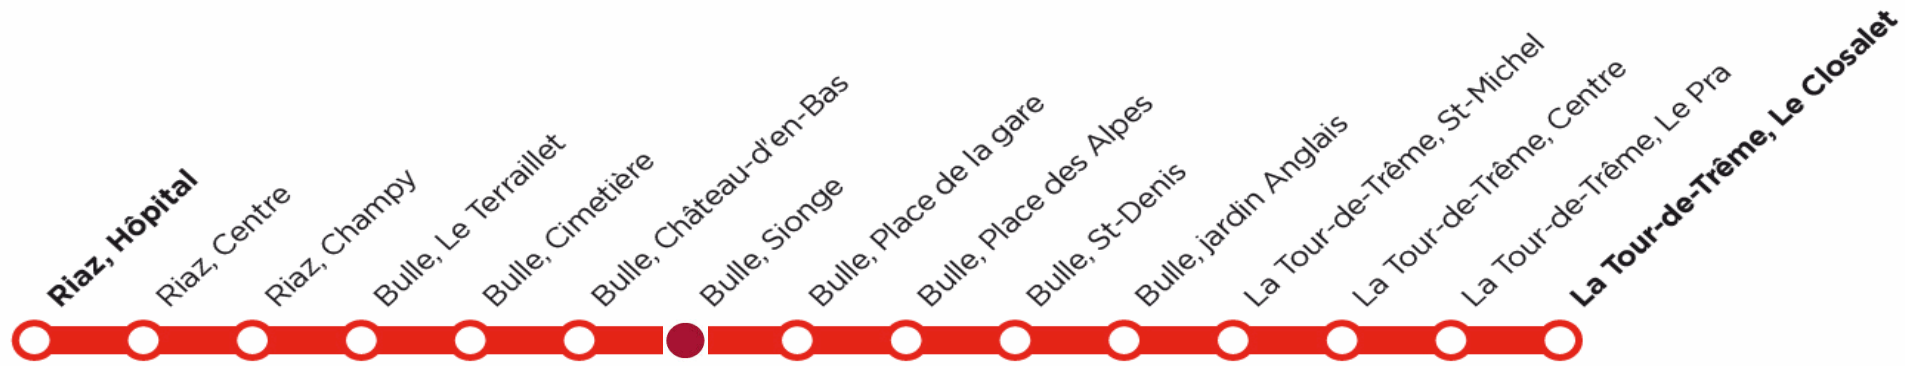 Riaz, Hôpital
Riaz, Centre
Riaz, Champy
Bulle, Le Terraillet
Bulle, Cimetière
Bulle, Château-d'en-Bas
Bulle, Sionge
Bulle, Place de la gare
Bulle, Place des Alpes
Bulle, St-Denis
Bulle, jardin Anglais
La Tour-de-Trême, St-Michel
La Tour-de-Trême, Centre
La Tour-de-Trême, Le Pra
La Tour-de-Trême, Le Closalet